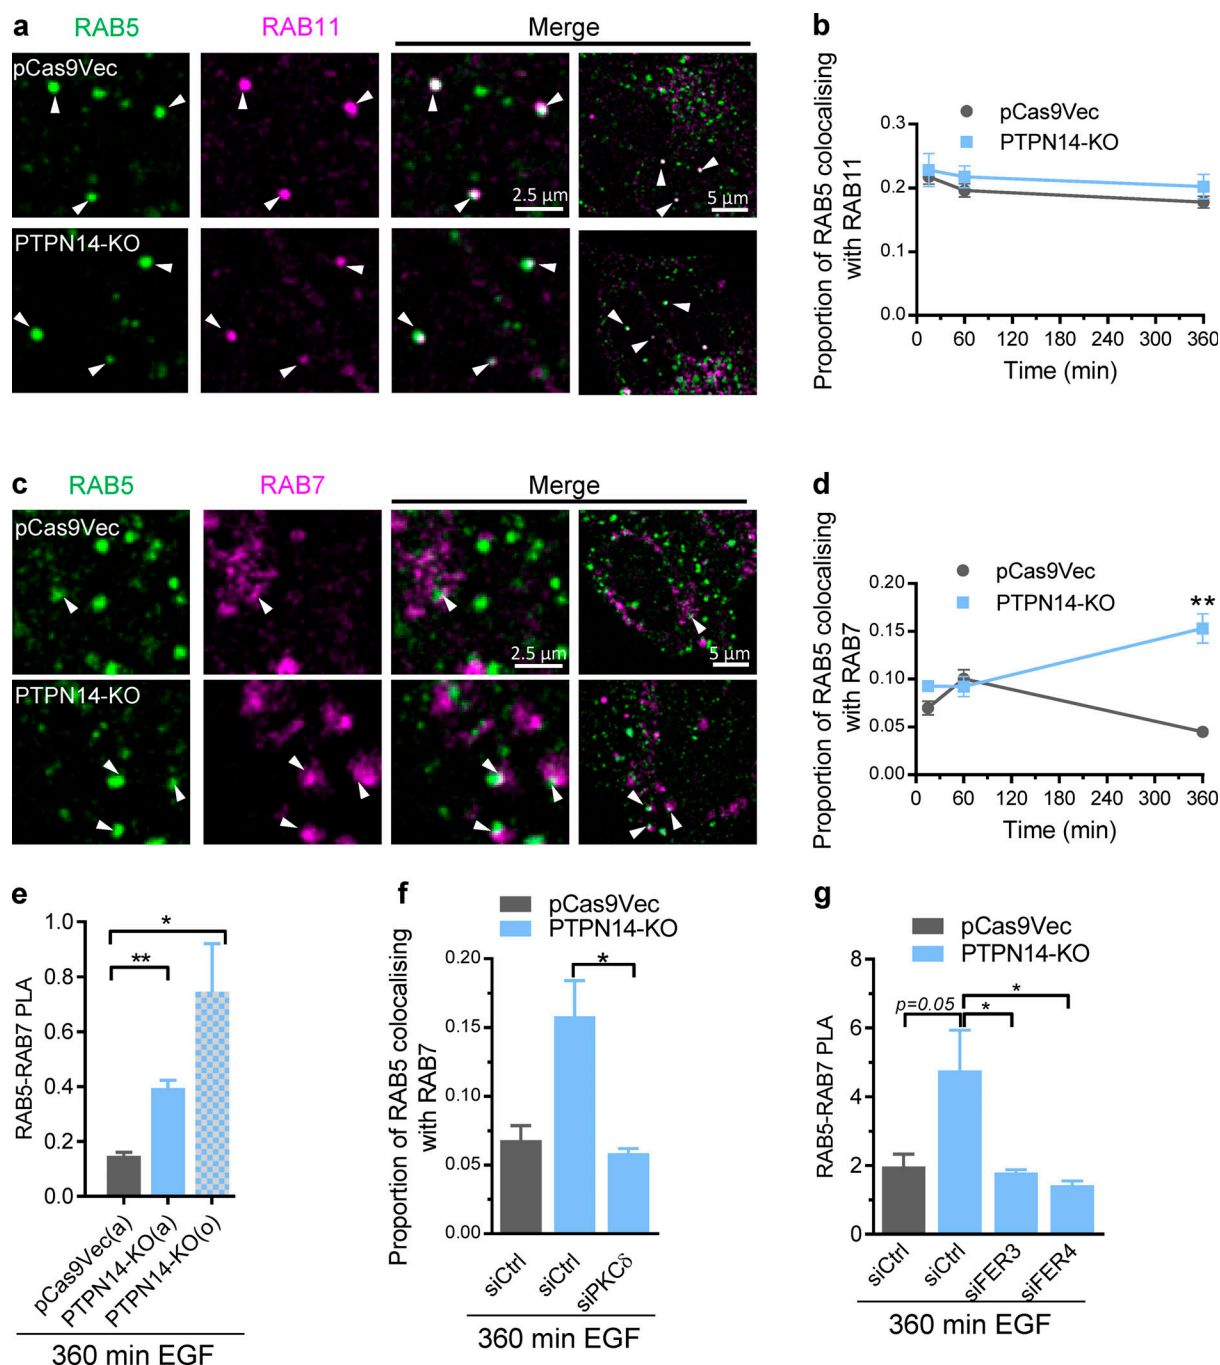 a RAB5 RAB11 Merge
pCas9Vec
2.5 µm 5 µm
PTPN14-KO
b
pCas9Vec
PTPN14-KO
Proportion of RAB5 colocalising
with RAB11
0.3
0.2
0.1
0.0
0 60 120 180 240 300 360
Time (min)
c RAB5 RAB7 Merge
pCas9Vec
2.5 µm 5 µm
PTPN14-KO
d
pCas9Vec
PTPN14-KO
**
Proportion of RAB5 colocalising
with RAB7
0.20
0.15
0.10
0.05
0.00
0 60 120 180 240 300 360
Time (min)
e
RAB5-RAB7 PLA
1.0
0.8
0.6
0.4
0.2
0.0
*
**
pCas9Vec(a)
PTPN14-KO(a)
PTPN14-KO(o)
360 min EGF
f
pCas9Vec
PTPN14-KO
Proportion of RAB5 colocalising
with RAB7
0.20
0.15
0.10
0.05
0.00
*
siCtrl
siCtrl
siPKCδ
360 min EGF
g
pCas9Vec
PTPN14-KO
RAB5-RAB7 PLA
8
6
4
2
0
p=0.05
*
*
siCtrl
siCtrl
siFER3
siFER4
360 min EGF